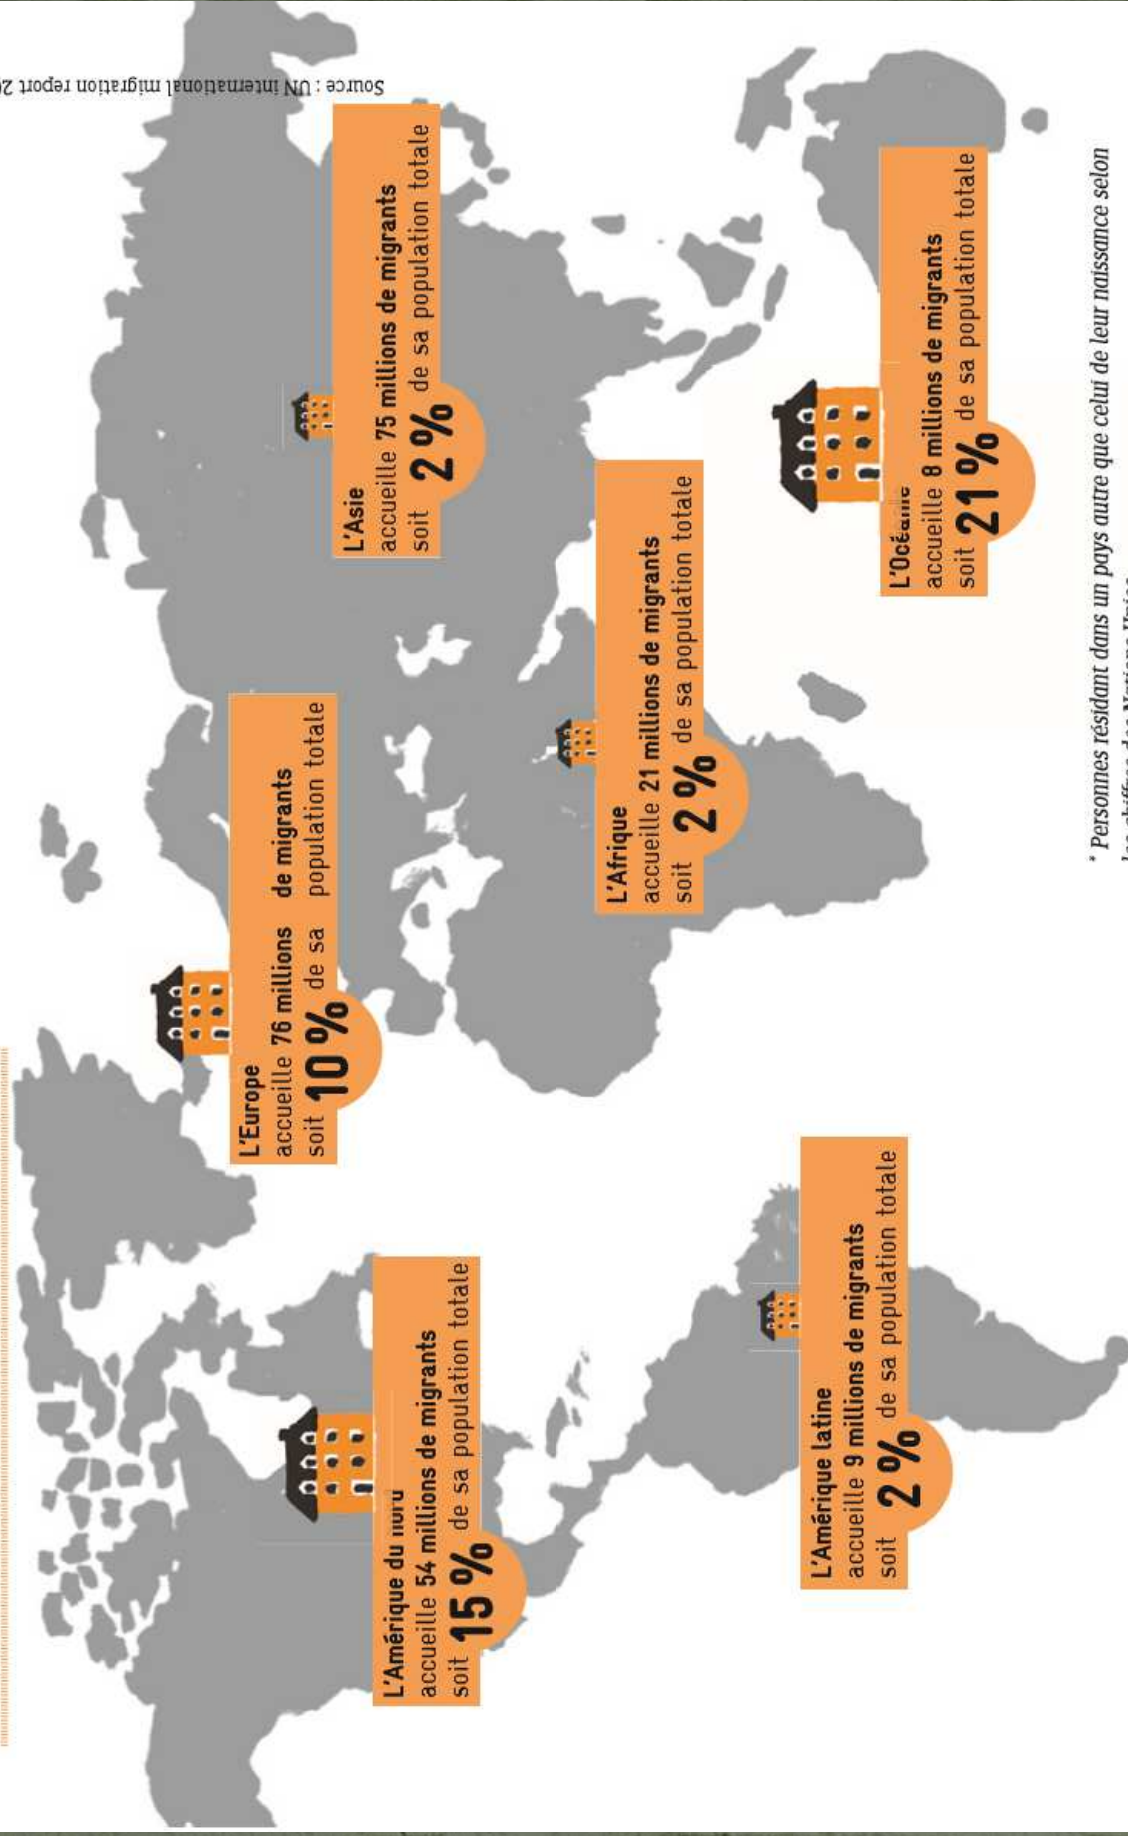 L'Amérique du nord
accueille 54 millions de migrants
soit 15 % de sa population totale
L'Europe
accueille 76 millions de migrants
soit 10 % de sa population totale
L'Asie
accueille 75 millions de migrants
soit 2 % de sa population totale
L'Afrique
accueille 21 millions de migrants
soit 2 % de sa population totale
L'Amérique latine
accueille 9 millions de migrants
soit 2 % de sa population totale
L'Océanie
accueille 8 millions de migrants
soit 21 % de sa population totale
* Personnes résidant dans un pays autre que celui de leur naissance selon
Source : UN international migration report